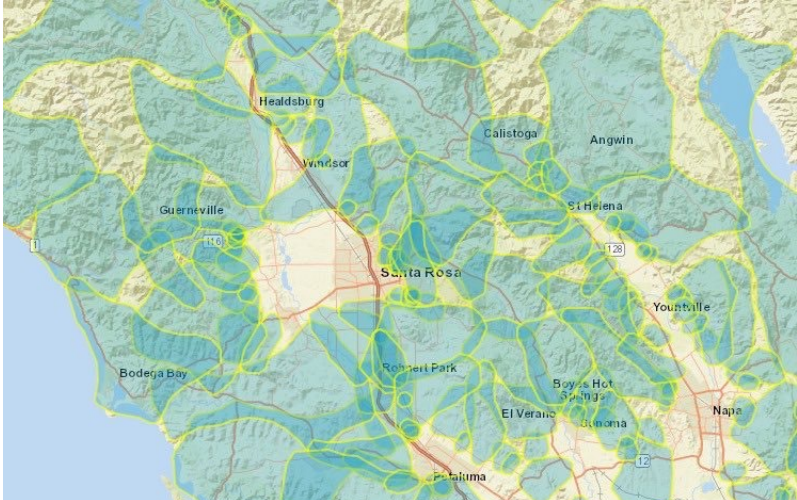 Healdsburg
Calistoga
Angwin
Windsor
Guerneville
St Helena
1
116
128
Santa Rosa
Yountville
Rohnert Park
Bodega Bay
Boyes Hot
Springs
El Verano
Napa
Sonoma
12
Petaluma